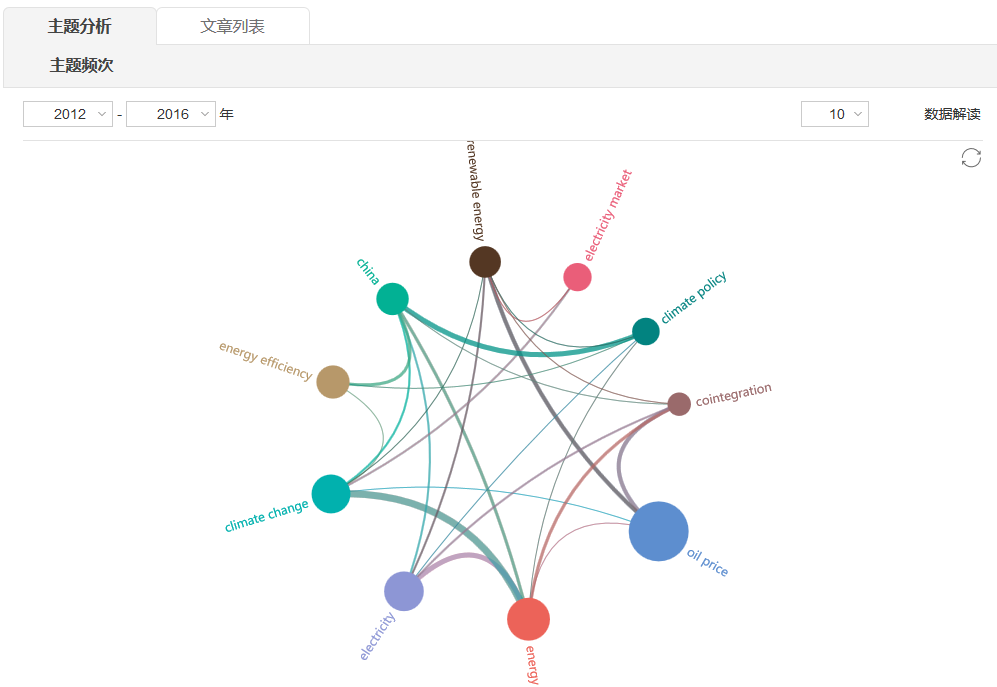 主题分析
文章列表
主题频次
2012 - 2016 年
10
数据解读
renewable energy
electricity market
china
climate policy
energy efficiency
cointegration
climate change
oil price
electricity
energy